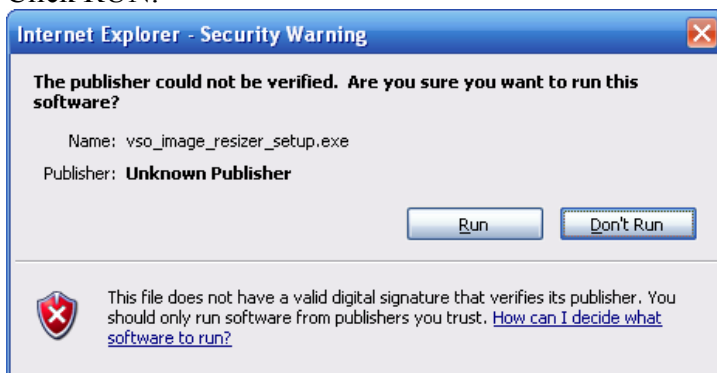 Click RUN.
Internet Explorer - Security Warning
The publisher could not be verified. Are you sure you want to run this
software?
Name: vso_image_resizer_setup.exe
Publisher: Unknown Publisher
Run Don't Run
This file does not have a valid digital signature that verifies its publisher. You
should only run software from publishers you trust. How can I decide what
software to run?